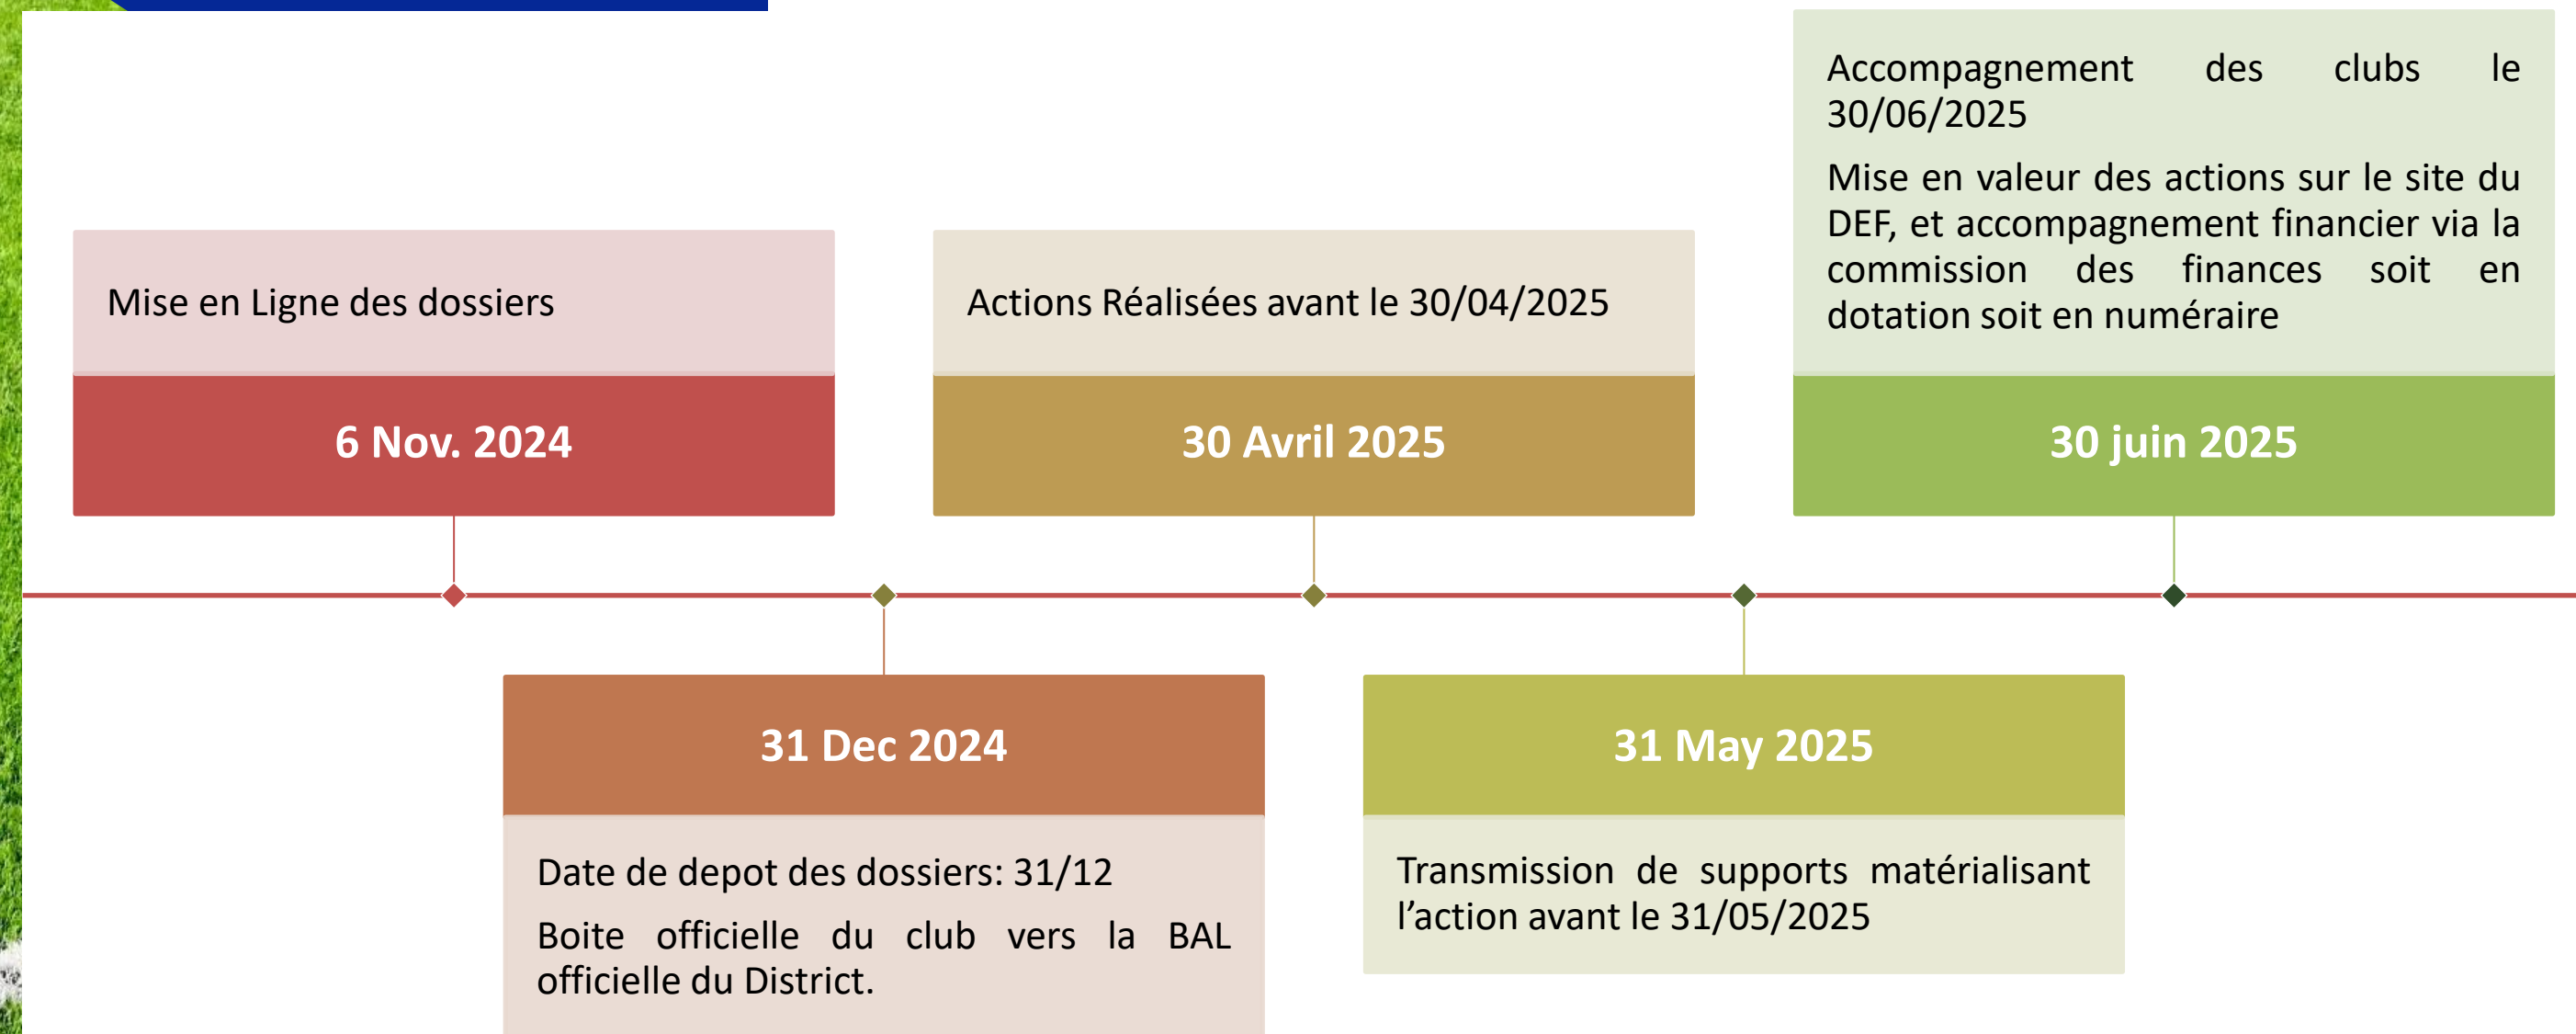 Mise en Ligne des dossiers
6 Nov. 2024
31 Dec 2024
Date de depot des dossiers: 31/12
Boite officielle du club vers la BAL
officielle du District.
Actions Réalisées avant le 30/04/2025
30 Avril 2025
31 May 2025
Transmission de supports matérialisant
l’action avant le 31/05/2025
Accompagnement des clubs le
30/06/2025
Mise en valeur des actions sur le site du
DEF, et accompagnement financier via la
commission des finances soit en
dotation soit en numéraire
30 juin 2025